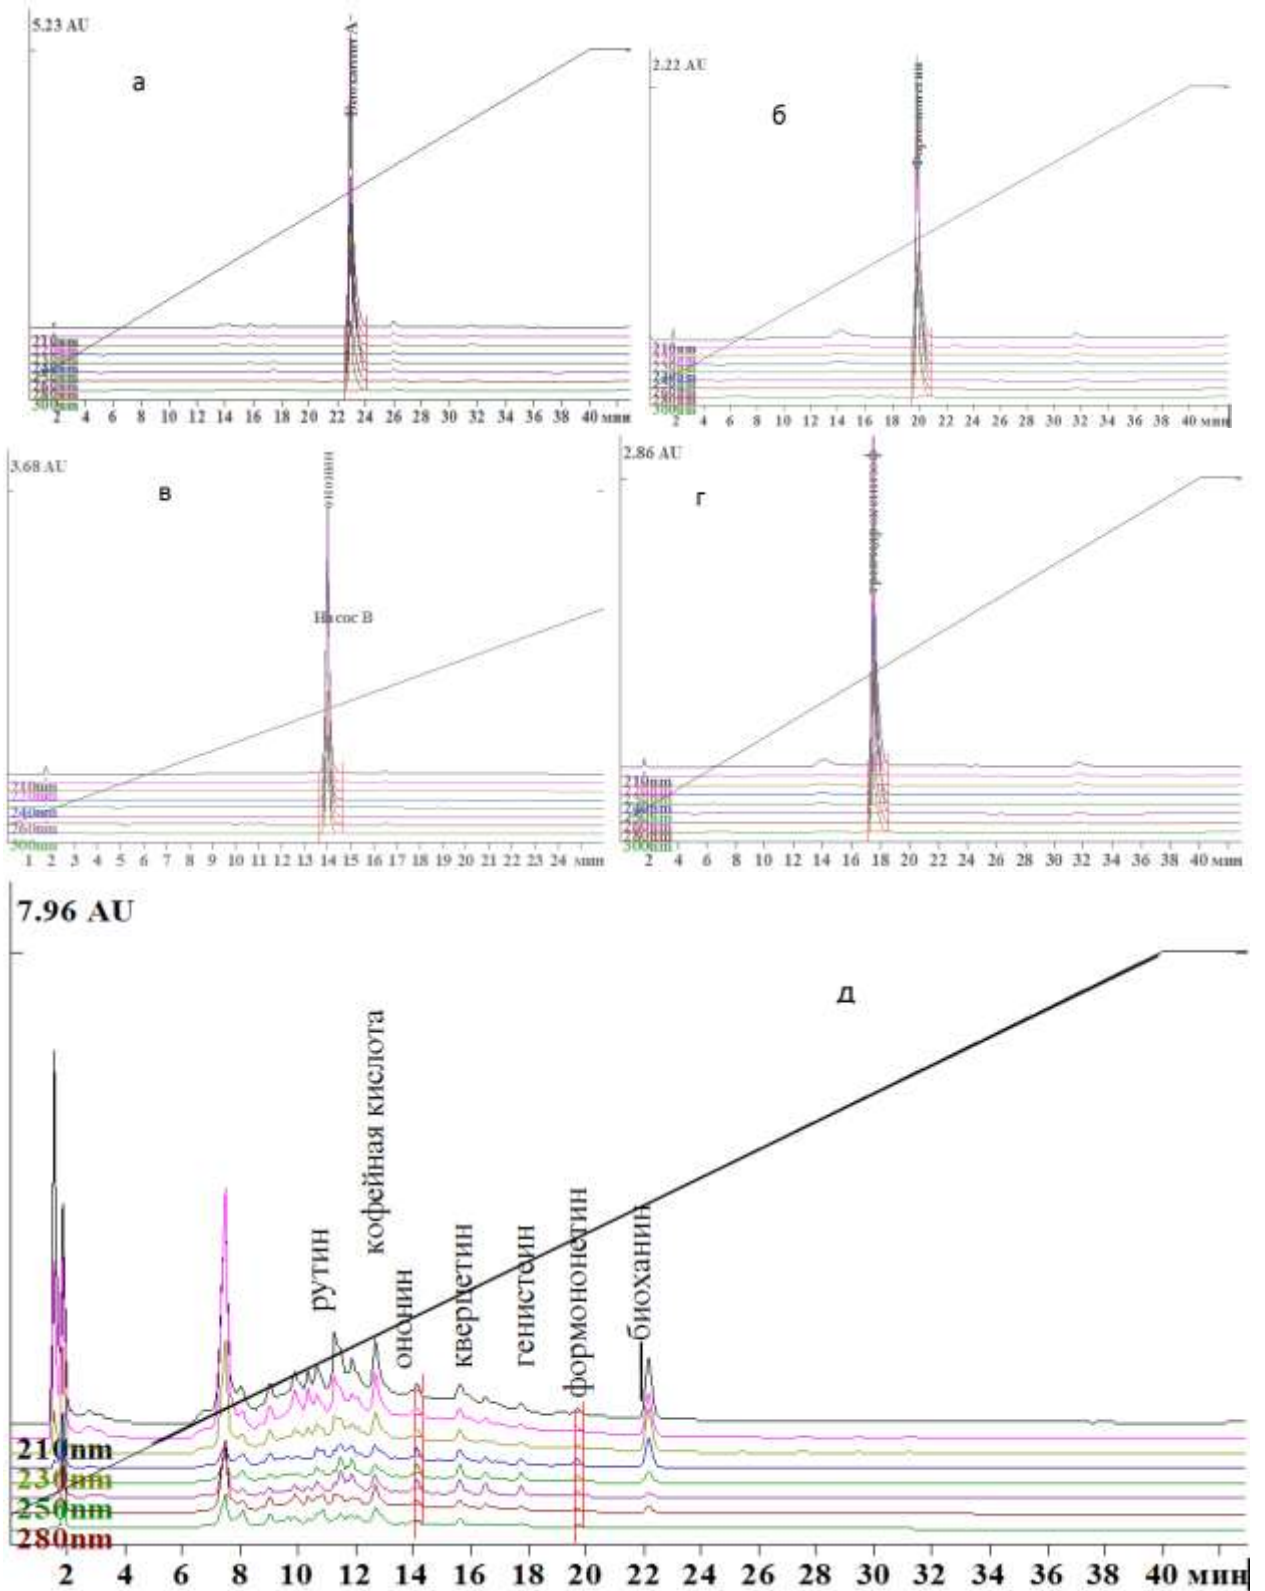 5.23 AU
а
Биоханин А
210nm
300nm
2 4 6 8 10 12 14 16 18 20 22 24 26 28 30 32 34 36 38 40 мин
2.22 AU
б
Формононетин
210nm
300nm
2 4 6 8 10 12 14 16 18 20 22 24 26 28 30 32 34 36 38 40 мин
3.68 AU
в
ононин
Насос В
210nm
220nm
240nm
260nm
300nm
1 2 3 4 5 6 7 8 9 10 11 12 13 14 15 16 17 18 19 20 21 22 23 24 мин
2.86 AU
г
210nm
300nm
2 4 6 8 10 12 14 16 18 20 22 24 26 28 30 32 34 36 38 40 мин
7.96 AU
д
рутин
кофейная кислота
ононин
кверцетин
генистеин
формононетин
биоханин
210nm
230nm
250nm
280nm
2 4 6 8 10 12 14 16 18 20 22 24 26 28 30 32 34 36 38 40 мин